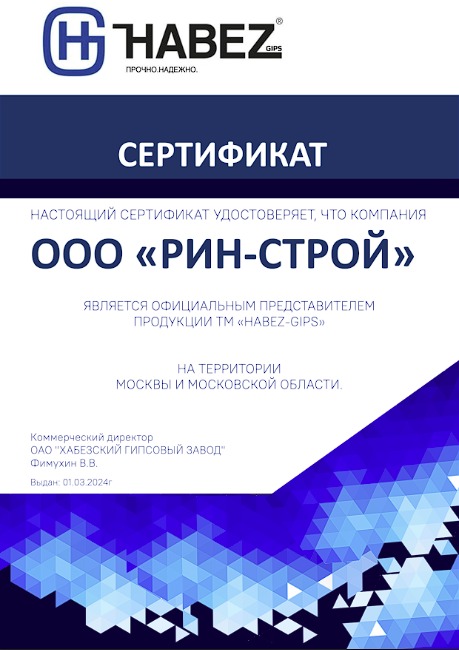 HABEZ®
GIPS
ПРОЧНО.НАДЕЖНО.
СЕРТИФИКАТ
НАСТОЯЩИЙ СЕРТИФИКАТ УДОСТОВЕРЯЕТ, ЧТО КОМПАНИЯ
ООО «РИН-СТРОЙ»
ЯВЛЯЕТСЯ ОФИЦИАЛЬНЫМ ПРЕДСТАВИТЕЛЕМ
ПРОДУКЦИИ ТМ «HABEZ-GIPS»
НА ТЕРРИТОРИИ
МОСКВЫ И МОСКОВСКОЙ ОБЛАСТИ.
Коммерческий директор
ОАО "ХАБЕЗСКИЙ ГИПСОВЫЙ ЗАВОД"
Фимухин В.В.
Выдан: 01.03.2024г